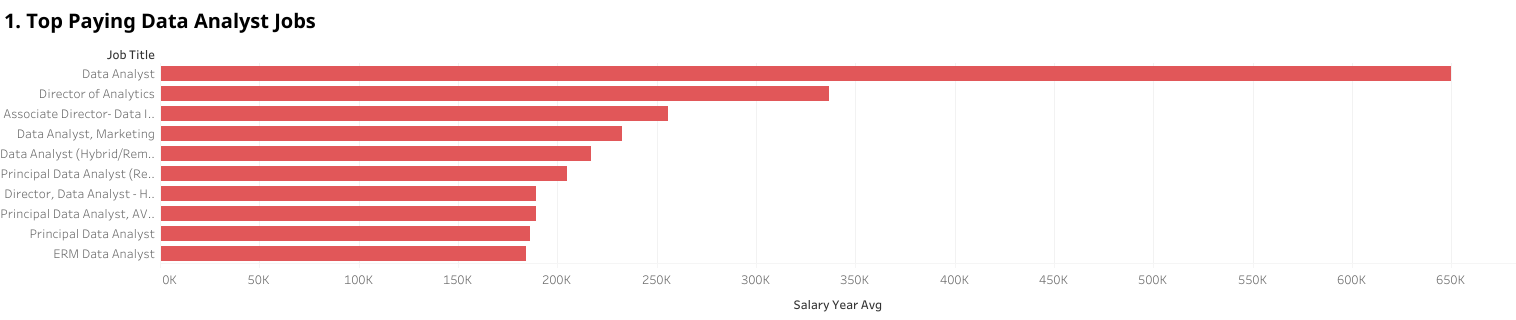 1. Top Paying Data Analyst Jobs
Job Title
Data Analyst
Director of Analytics
Associate Director- Data I..
Data Analyst, Marketing
Data Analyst (Hybrid/Rem..
Principal Data Analyst (Re..
Director, Data Analyst - H..
Principal Data Analyst, AV..
Principal Data Analyst
ERM Data Analyst
0K 50K 100K 150K 200K 250K 300K 350K 400K 450K 500K 550K 600K 650K
Salary Year Avg